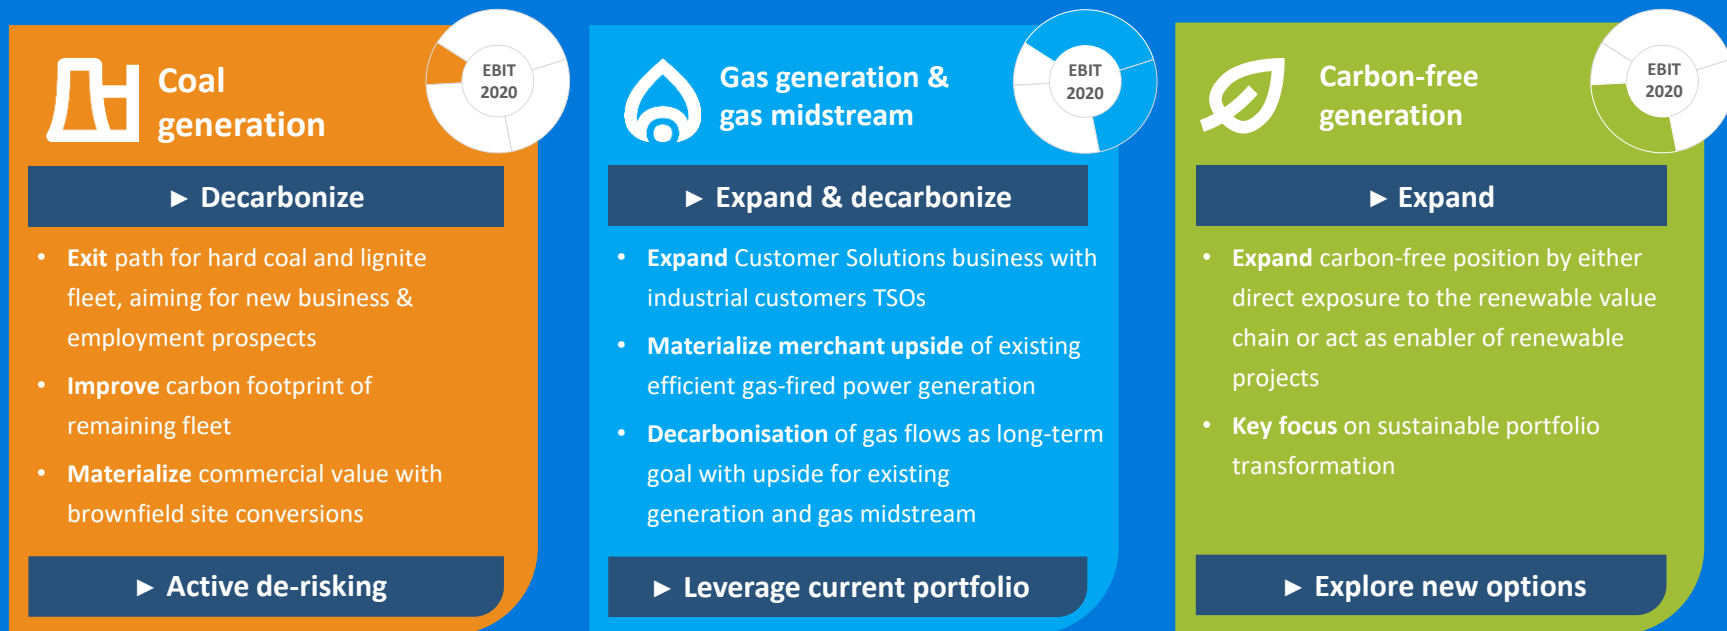 Coal
generation
EBIT
2020
► Decarbonize
• Exit path for hard coal and lignite
fleet, aiming for new business &
employment prospects
• Improve carbon footprint of
remaining fleet
• Materialize commercial value with
brownfield site conversions
► Active de-risking
Gas generation &
gas midstream
EBIT
2020
► Expand & decarbonize
• Expand Customer Solutions business with
industrial customers TSOs
• Materialize merchant upside of existing
efficient gas-fired power generation
• Decarbonisation of gas flows as long-term
goal with upside for existing
generation and gas midstream
► Leverage current portfolio
Carbon-free
generation
EBIT
2020
► Expand
• Expand carbon-free position by either
direct exposure to the renewable value
chain or act as enabler of renewable
projects
• Key focus on sustainable portfolio
transformation
► Explore new options